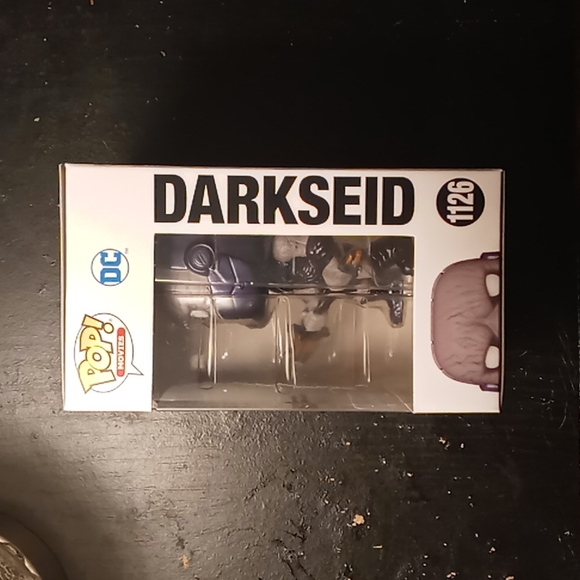 DARKSEID
1126
DC
POP!
MOVIES